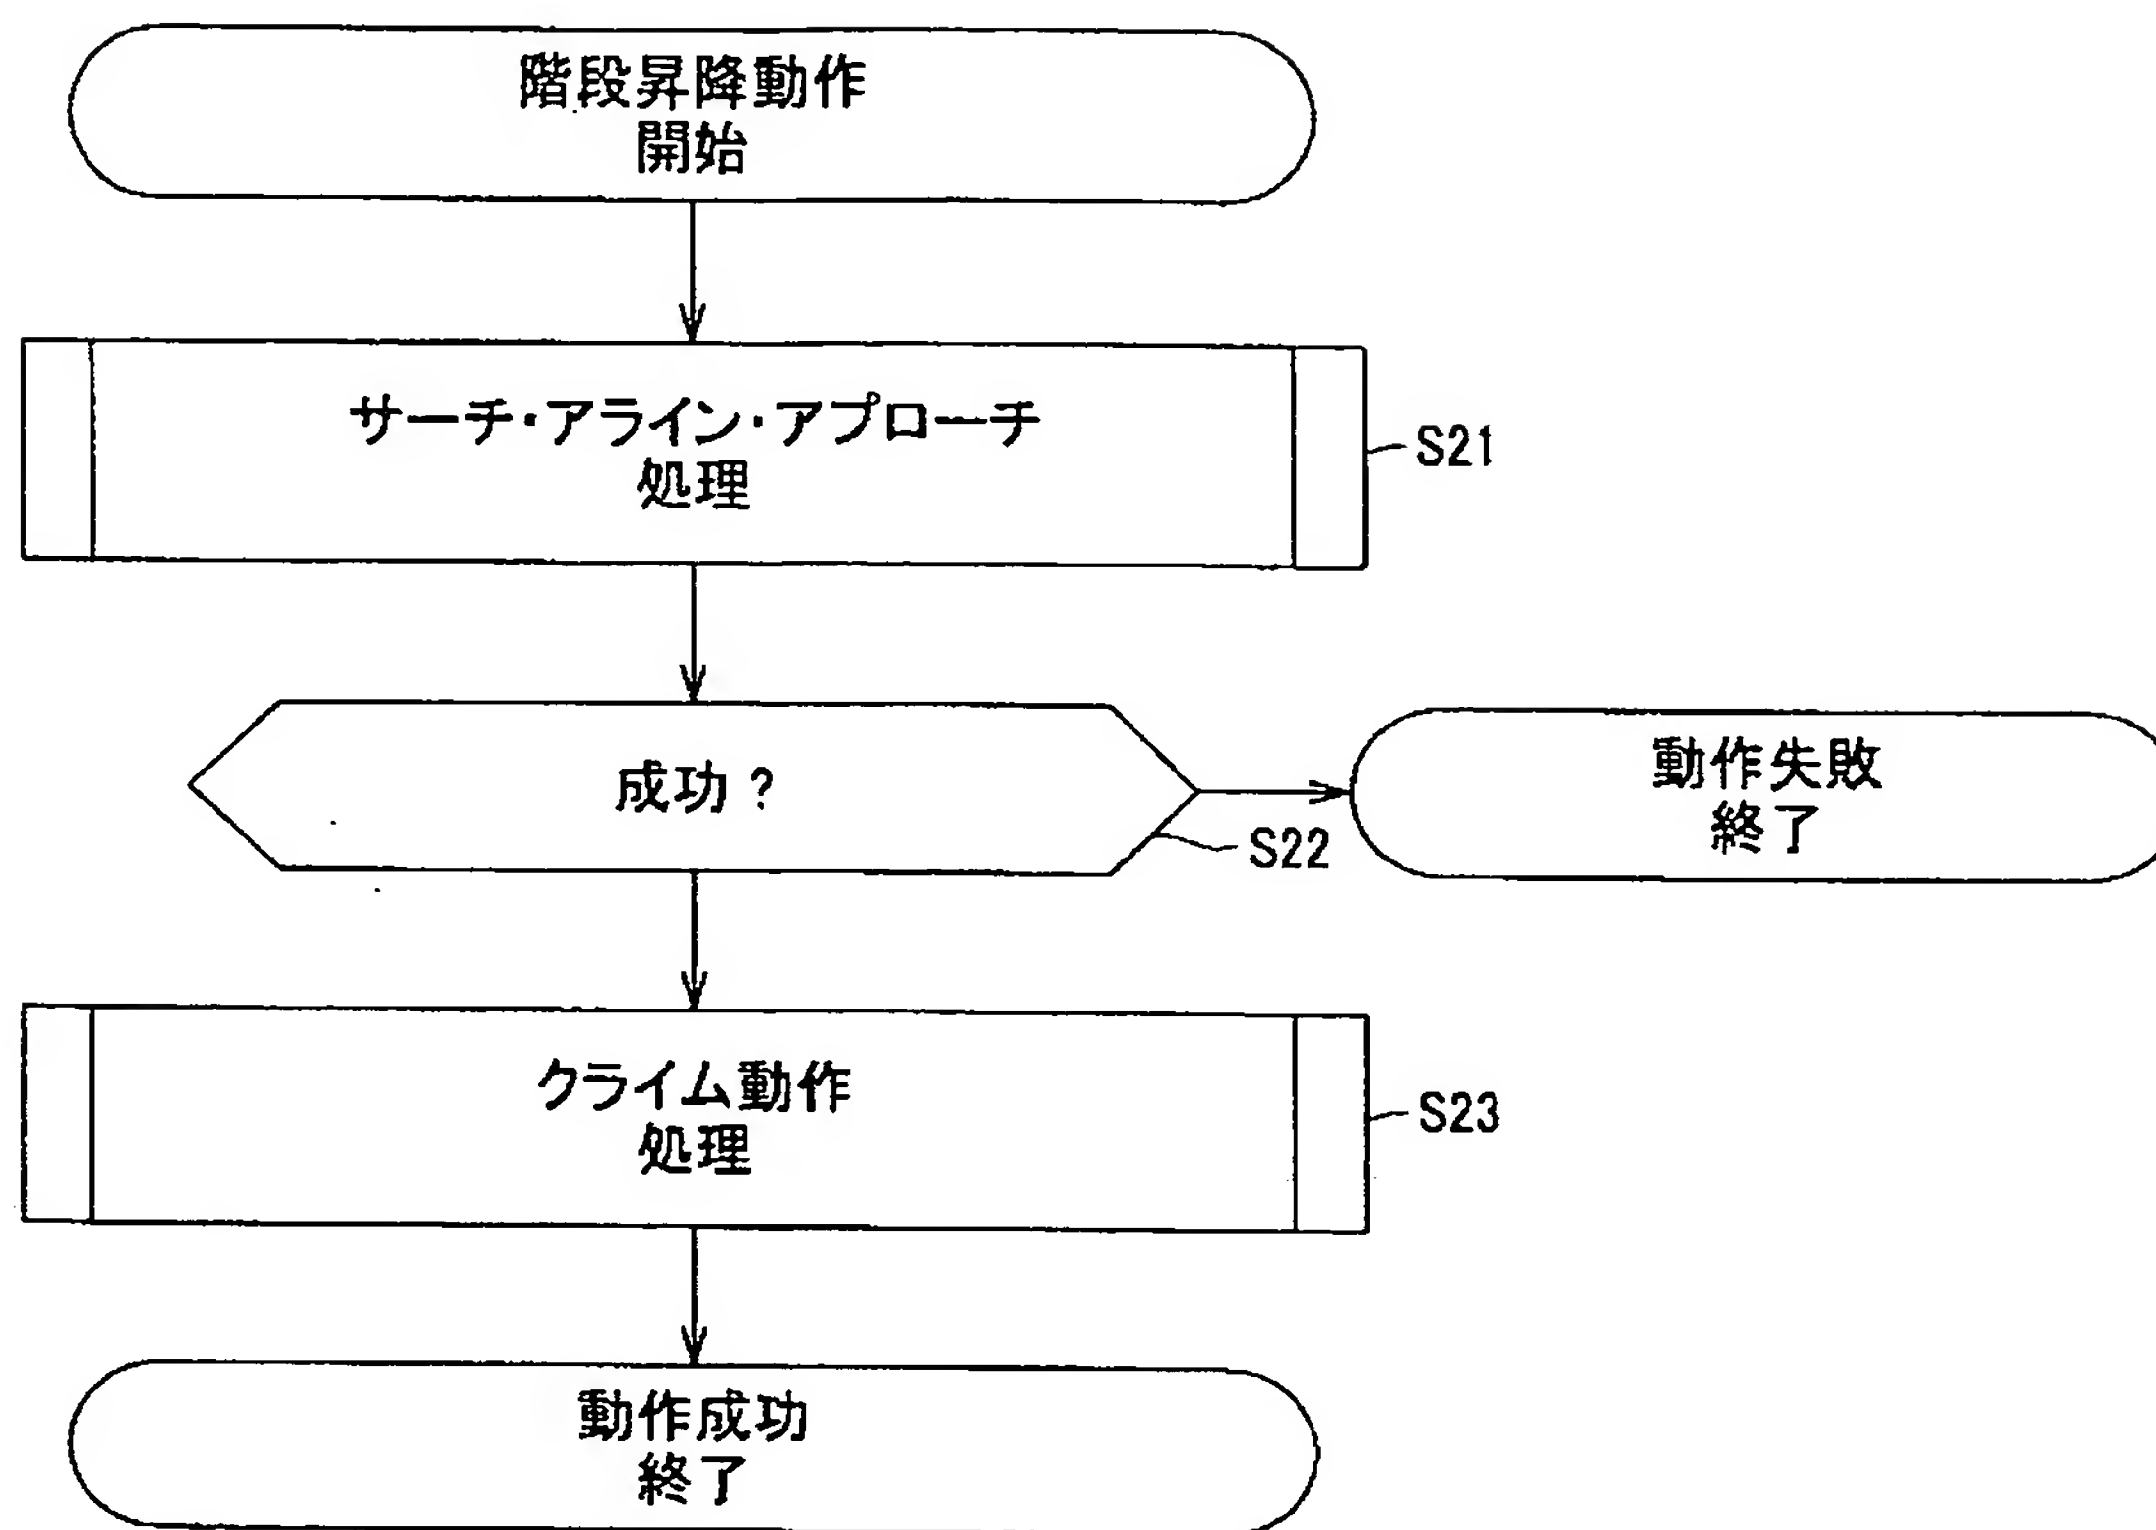 階段昇降動作
開始
サーチ・アライン・アプローチ
処理
S21
成功？
S22
動作失敗
終了
クライム動作
処理
S23
動作成功
終了